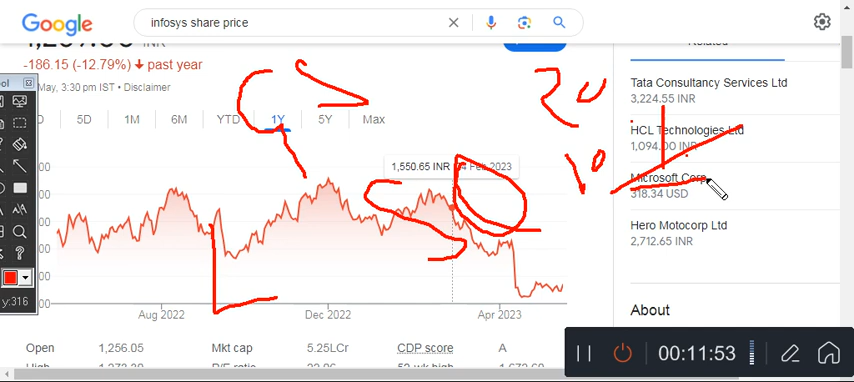 Google
infosys share price
INR
-186.15 (-12.79%) past year
May, 3:30 pm IST • Disclaimer
D 5D 1M 6M YTD 1Y 5Y Max
1,550.65 INR Feb 2023
Aug 2022 Dec 2022 Apr 2023
Open 1,256.05 Mkt cap 5.25LCr CDP score A
Related
Tata Consultancy Services Ltd
3,224.55 INR
HCL Technologies Ltd
1,094.00 INR
Microsoft Corp
318.34 USD
Hero Motocorp Ltd
2,712.65 INR
About
y:316
00:11:53